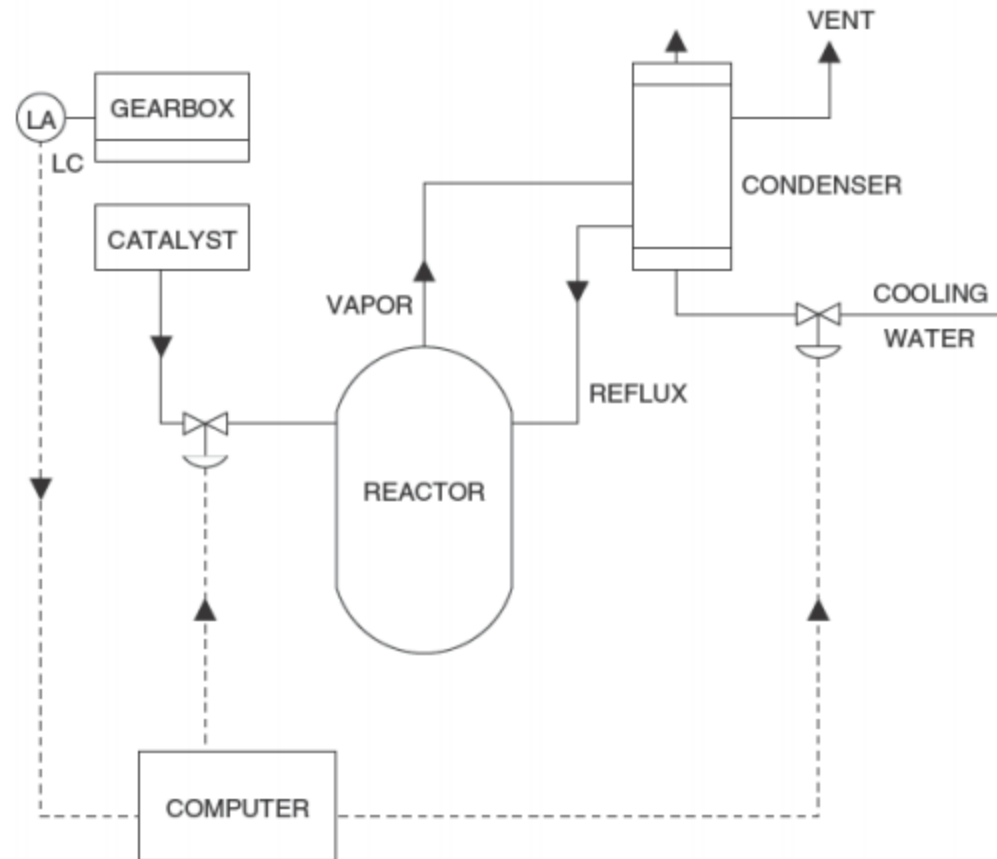 VENT
GEARBOX
LA
LC
CONDENSER
CATALYST
VAPOR
COOLING
WATER
REFLUX
REACTOR
COMPUTER